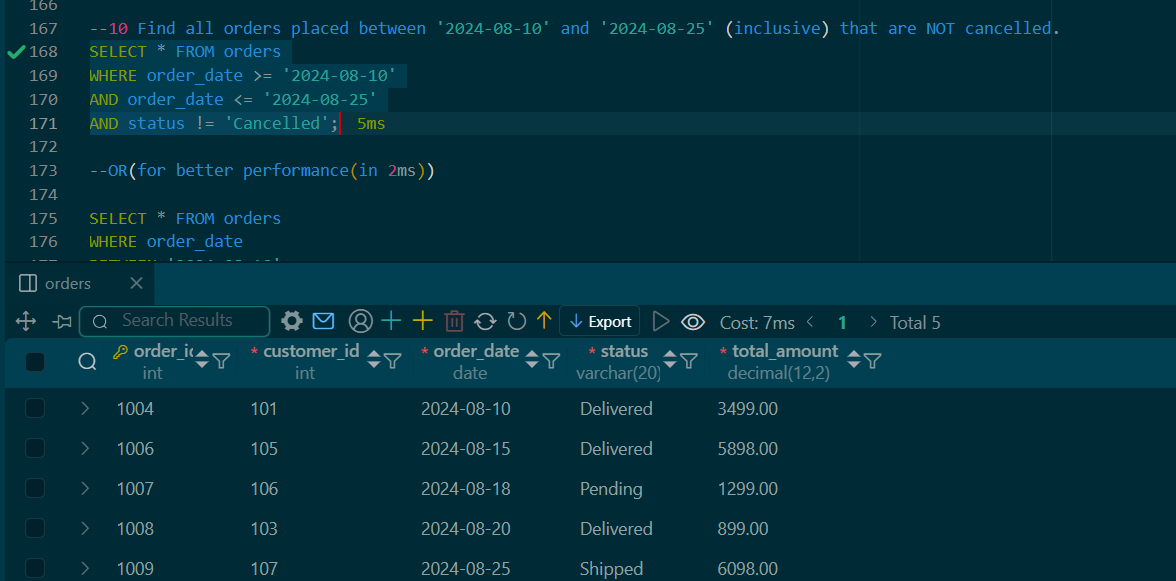 166
167 --10 Find all orders placed between '2024-08-10' and '2024-08-25' (inclusive) that are NOT cancelled.
168 SELECT * FROM orders
169 WHERE order_date >= '2024-08-10'
170 AND order_date <= '2024-08-25'
171 AND status != 'Cancelled'; 5ms
172
173 --OR(for better performance(in 2ms))
174
175 SELECT * FROM orders
176 WHERE order_date
orders
Search Results Export Cost: 7ms 1 Total 5
* customer_id * order_date * status * total_amount
int int date varchar(20) decimal(12,2)
1004 101 2024-08-10 Delivered 3499.00
1006 105 2024-08-15 Delivered 5898.00
1007 106 2024-08-18 Pending 1299.00
1008 103 2024-08-20 Delivered 899.00
1009 107 2024-08-25 Shipped 6098.00